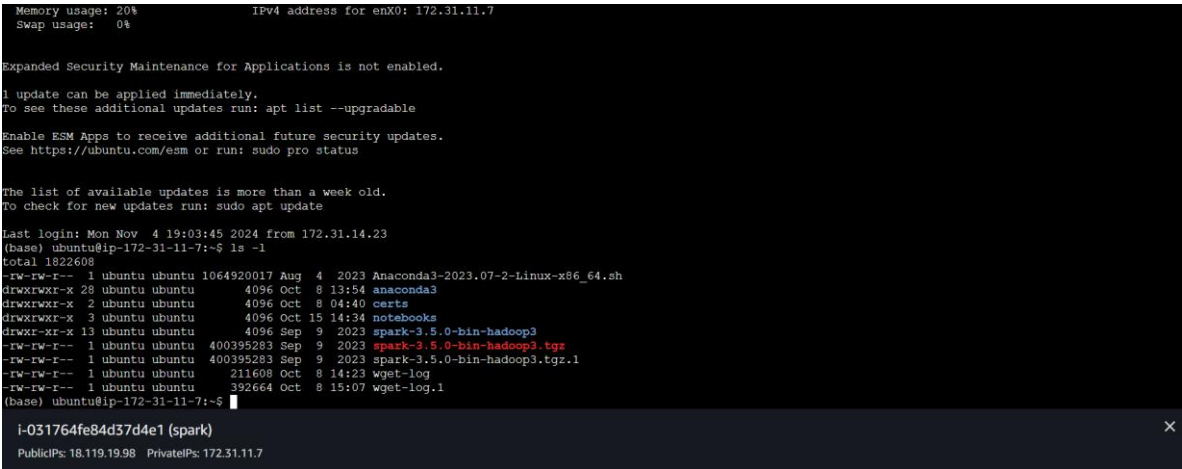 Memory usage: 20%                IPv4 address for enX0: 172.31.11.7
Swap usage:   0%
Expanded Security Maintenance for Applications is not enabled.
1 update can be applied immediately.
To see these additional updates run: apt list --upgradable
Enable ESM Apps to receive additional future security updates.
See https://ubuntu.com/esm or run: sudo pro status
The list of available updates is more than a week old.
To check for new updates run: sudo apt update
Last login: Mon Nov  4 19:03:45 2024 from 172.31.14.23
(base) ubuntu@ip-172-31-11-7:~$ ls -l
total 1822608
-rw-rw-r--  1 ubuntu ubuntu 1064920017 Aug  4  2023 Anaconda3-2023.07-2-Linux-x86_64.sh
drwxrwxr-x 28 ubuntu ubuntu       4096 Oct  8 13:54 anaconda3
drwxrwxr-x  2 ubuntu ubuntu       4096 Oct  8 04:40 certs
drwxrwxr-x  3 ubuntu ubuntu       4096 Oct 15 14:34 notebooks
drwxr-xr-x 13 ubuntu ubuntu       4096 Sep  9  2023 spark-3.5.0-bin-hadoop3
-rw-rw-r--  1 ubuntu ubuntu  400395283 Sep  9  2023 spark-3.5.0-bin-hadoop3.tgz
-rw-rw-r--  1 ubuntu ubuntu  400395283 Sep  9  2023 spark-3.5.0-bin-hadoop3.tgz.1
-rw-rw-r--  1 ubuntu ubuntu     211608 Oct  8 14:23 wget-log
-rw-rw-r--  1 ubuntu ubuntu     392664 Oct  8 15:07 wget-log.1
(base) ubuntu@ip-172-31-11-7:~$
i-031764fe84d37d4e1 (spark)
PublicIPs: 18.119.19.98   PrivateIPs: 172.31.11.7